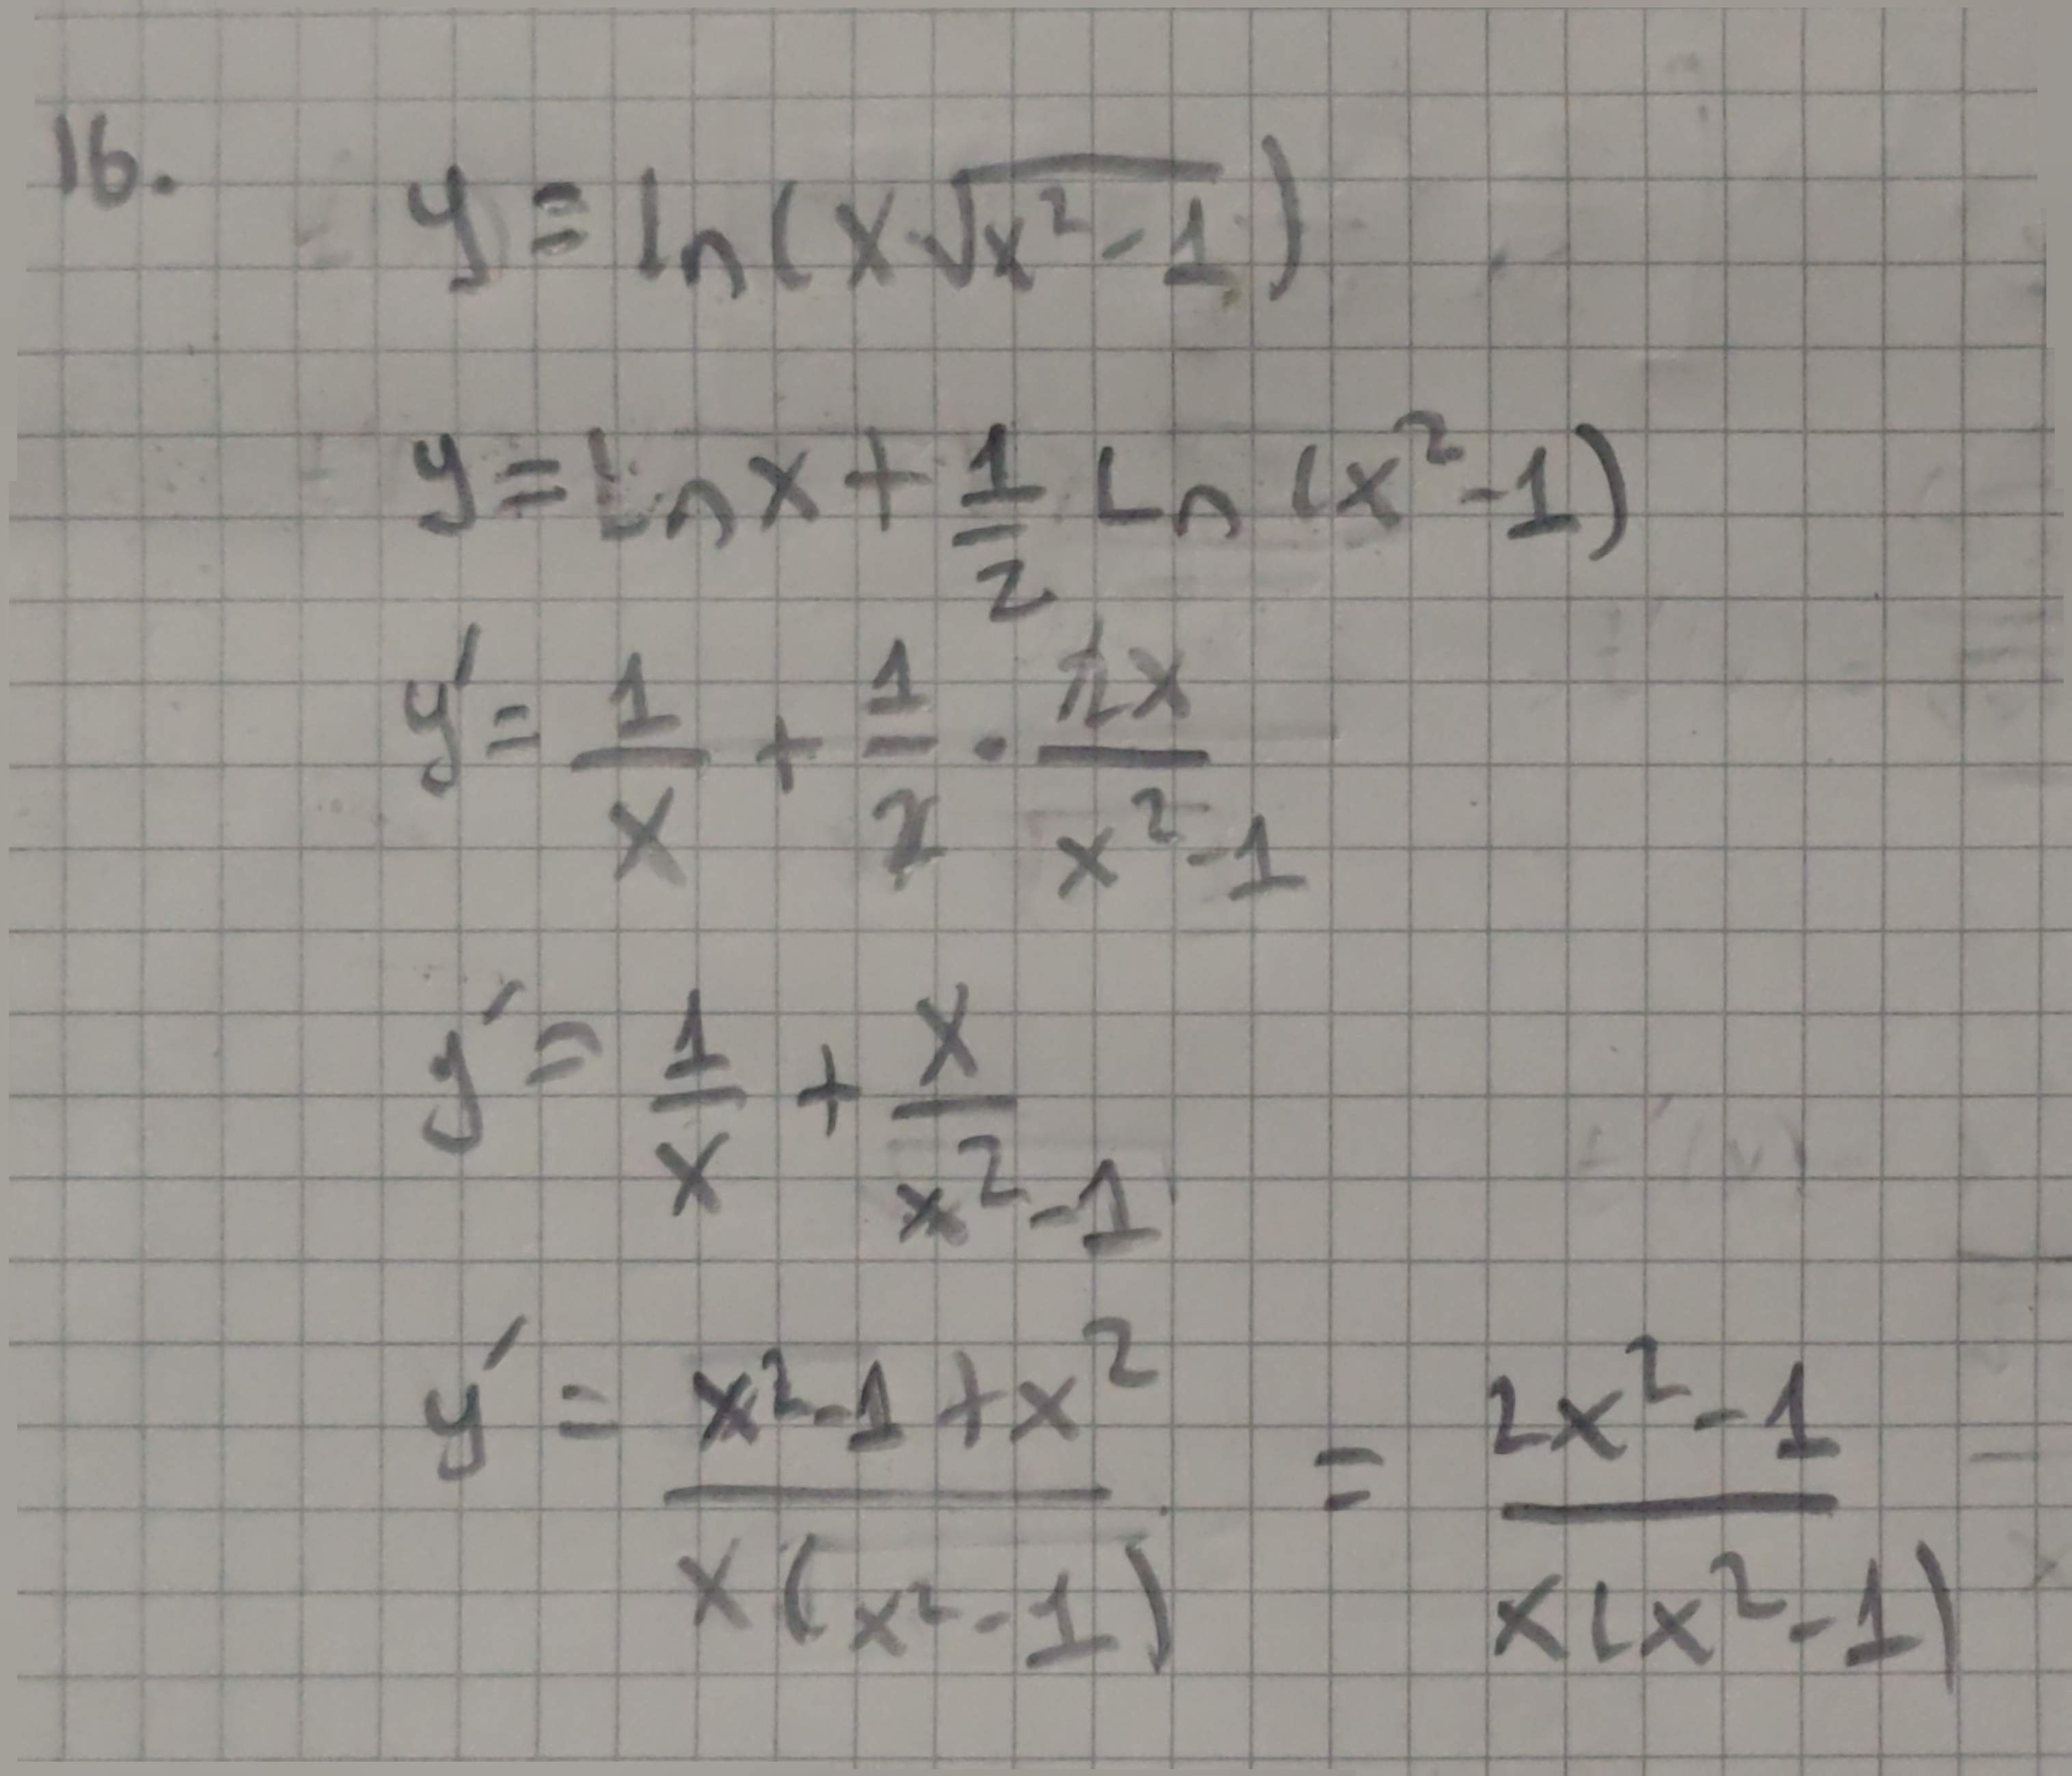 16. y = ln(x√(x²-1))
y = Ln x + 1/2 Ln (x²-1)
y' = 1/x + 1/2 · 2x/(x²-1)
y' = 1/x + x/(x²-1)
y' = (x²-1+x²)/(x(x²-1)) = (2x²-1)/(x(x²-1))